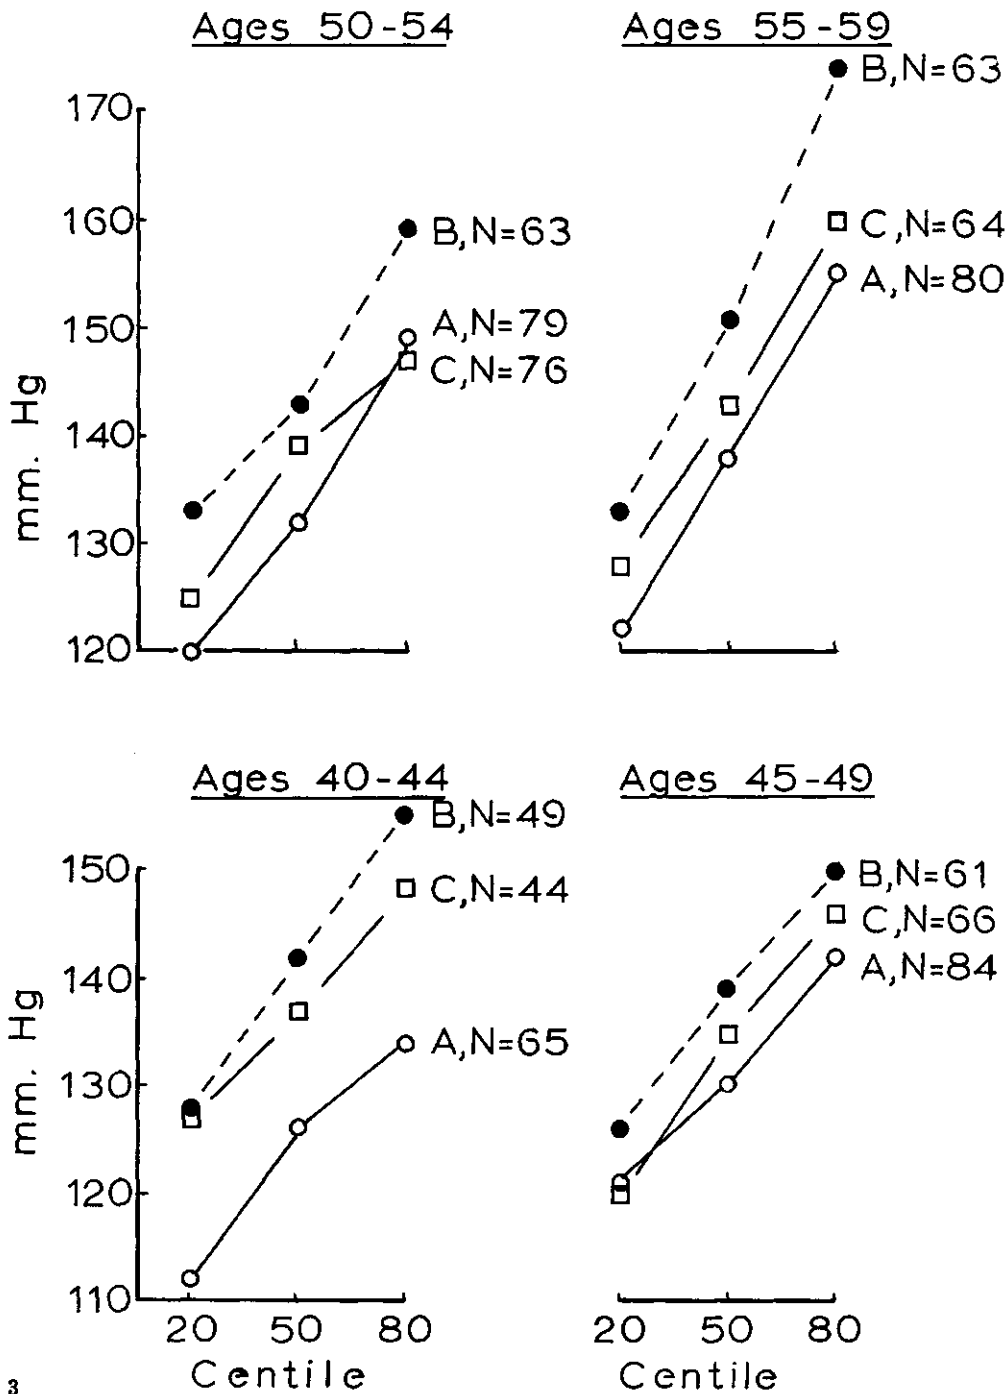 Ages 50-54
170
160
150
140
130
120
mm. Hg
B,N=63
A,N=79
C,N=76
Ages 55-59
B,N=63
C,N=64
A,N=80
Ages 40-44
150
140
130
120
110
mm. Hg
B,N=49
C,N=44
A,N=65
20 50 80
Centile
Ages 45-49
B,N=61
C,N=66
A,N=84
20 50 80
Centile
3